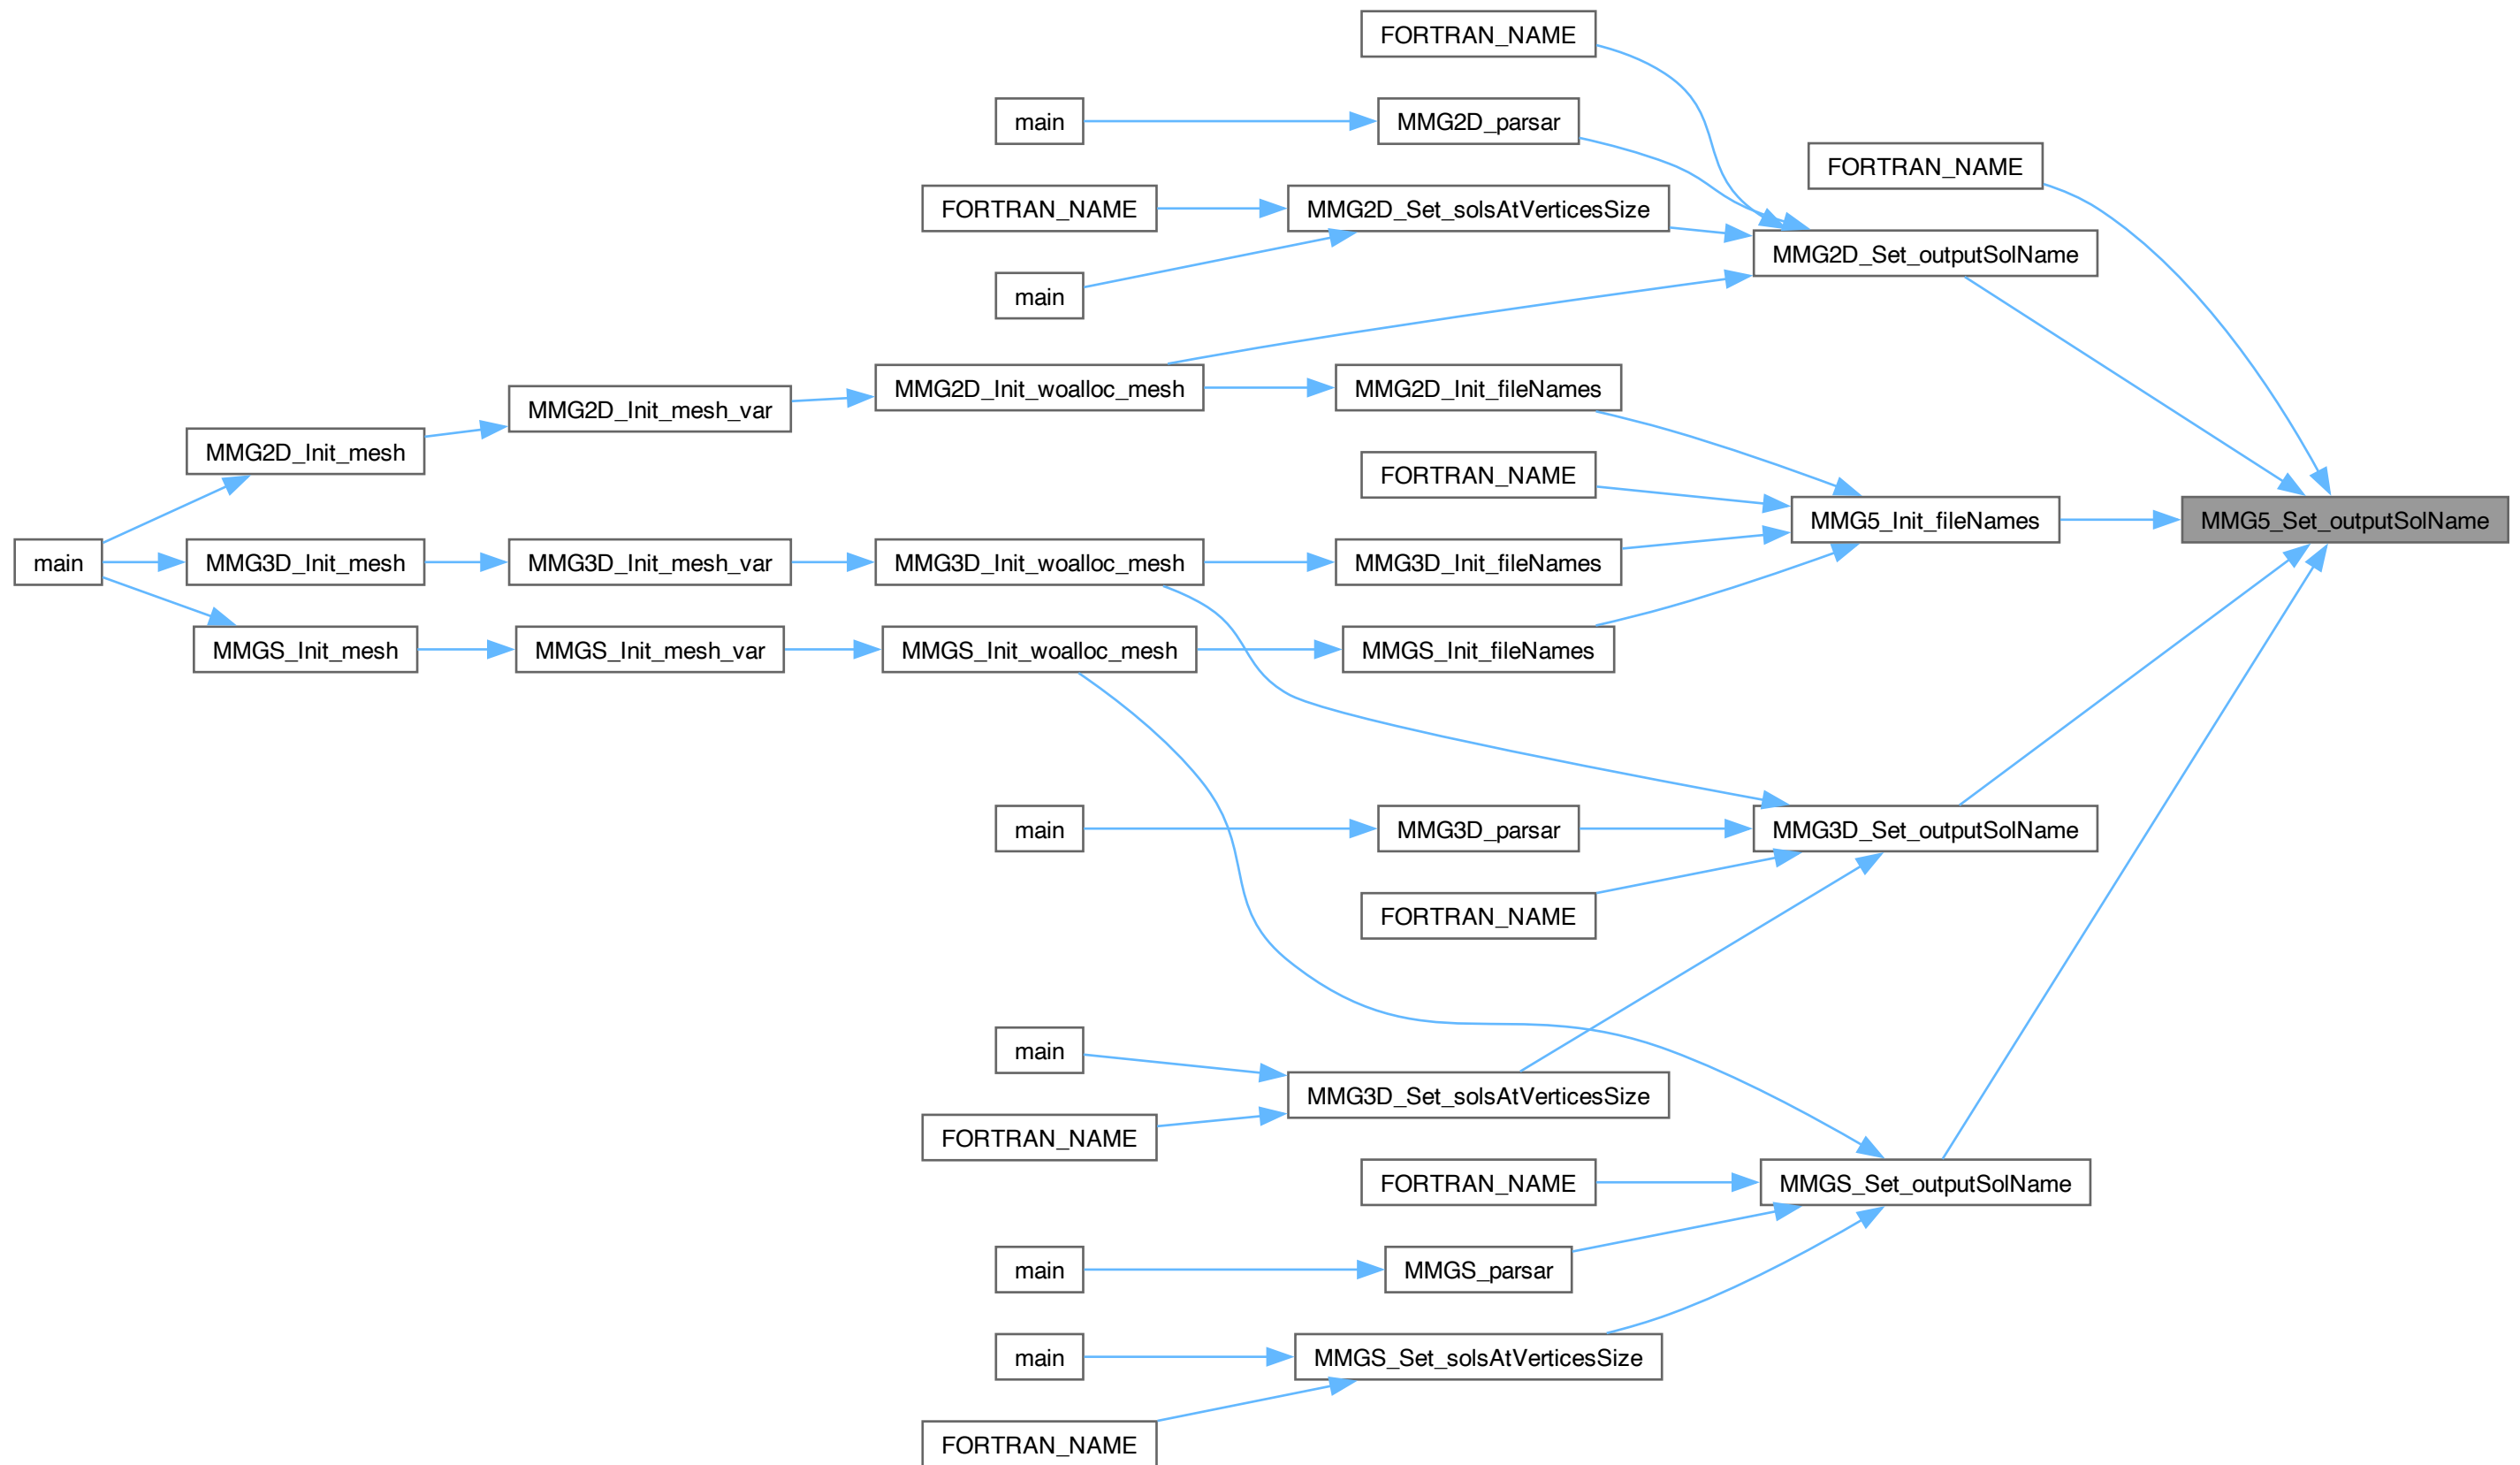 FORTRAN_NAME
main
MMG2D_parsar
FORTRAN_NAME
FORTRAN_NAME
MMG2D_Set_solsAtVerticesSize
MMG2D_Set_outputSolName
main
MMG2D_Init_woalloc_mesh
MMG2D_Init_fileNames
MMG2D_Init_mesh_var
MMG2D_Init_mesh
FORTRAN_NAME
MMG5_Init_fileNames
MMG5_Set_outputSolName
main
MMG3D_Init_mesh
MMG3D_Init_mesh_var
MMG3D_Init_woalloc_mesh
MMG3D_Init_fileNames
MMGS_Init_mesh
MMGS_Init_mesh_var
MMGS_Init_woalloc_mesh
MMGS_Init_fileNames
main
MMG3D_parsar
MMG3D_Set_outputSolName
FORTRAN_NAME
main
MMG3D_Set_solsAtVerticesSize
FORTRAN_NAME
FORTRAN_NAME
MMGS_Set_outputSolName
main
MMGS_parsar
main
MMGS_Set_solsAtVerticesSize
FORTRAN_NAME